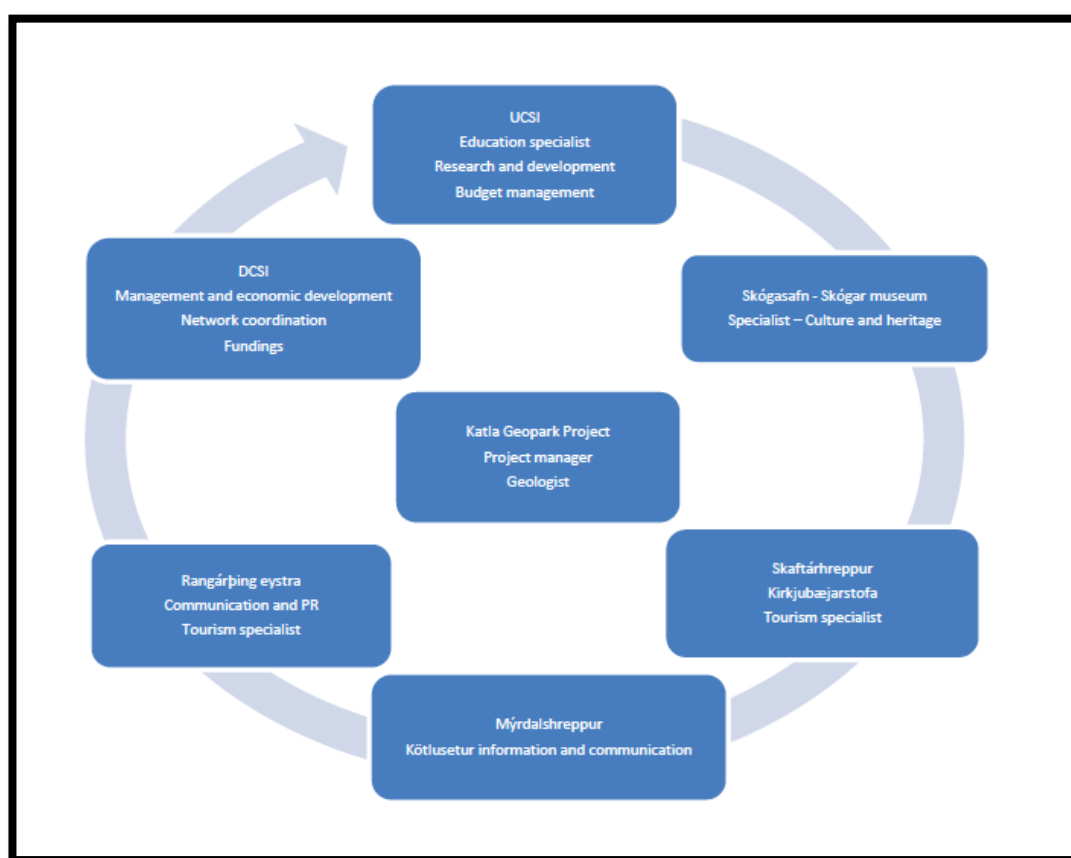 UCSI
Education specialist
Research and development
Budget management
DCSI
Management and economic development
Network coordination
Fundings
Skógasafn - Skógar museum
Specialist – Culture and heritage
Katla Geopark Project
Project manager
Geologist
Rangárþing eystra
Communication and PR
Tourism specialist
Skaftárhreppur
Kirkjubæjarstofa
Tourism specialist
Mýrdalshreppur
Kötlusetur information and communication